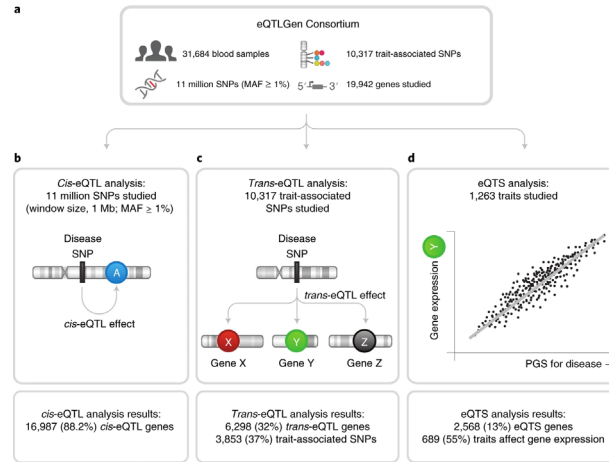 a
eQTLGen Consortium
31,684 blood samples
10,317 trait-associated SNPs
11 million SNPs (MAF ≥ 1%)
5′ 3′
19,942 genes studied
b
Cis-eQTL analysis:
11 million SNPs studied
(window size, 1 Mb; MAF ≥ 1%)
Disease
SNP
A
cis-eQTL effect
cis-eQTL analysis results:
16,987 (88.2%) cis-eQTL genes
c
Trans-eQTL analysis:
10,317 trait-associated
SNPs studied
Disease
SNP
trans-eQTL effect
X
Y
Z
Gene X
Gene Y
Gene Z
Trans-eQTL analysis results:
6,298 (32%) trans-eQTL genes
3,853 (37%) trait-associated SNPs
d
eQTS analysis:
1,263 traits studied
Y
Gene expression
PGS for disease
eQTS analysis results:
2,568 (13%) eQTS genes
689 (55%) traits affect gene expression